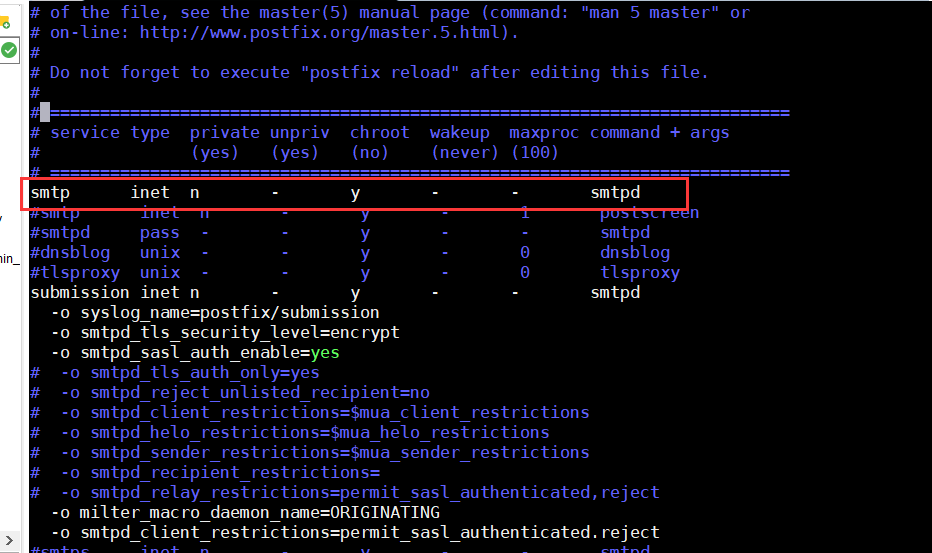 # of the file, see the master(5) manual page (command: "man 5 master" or
# on-line: http://www.postfix.org/master.5.html).
#
# Do not forget to execute "postfix reload" after editing this file.
#
# ==========================================================================
# service type  private unpriv  chroot  wakeup  maxproc command + args
#               (yes)   (yes)   (no)    (never) (100)
# ==========================================================================
smtp      inet  n       -       y       -       -       smtpd
#smtp      inet  n       -       y       -       1       postscreen
#smtpd     pass  -       -       y       -       -       smtpd
#dnsblog   unix  -       -       y       -       0       dnsblog
#tlsproxy  unix  -       -       y       -       0       tlsproxy
submission inet n       -       y       -       -       smtpd
  -o syslog_name=postfix/submission
  -o smtpd_tls_security_level=encrypt
  -o smtpd_sasl_auth_enable=yes
#  -o smtpd_tls_auth_only=yes
#  -o smtpd_reject_unlisted_recipient=no
#  -o smtpd_client_restrictions=$mua_client_restrictions
#  -o smtpd_helo_restrictions=$mua_helo_restrictions
#  -o smtpd_sender_restrictions=$mua_sender_restrictions
#  -o smtpd_recipient_restrictions=
#  -o smtpd_relay_restrictions=permit_sasl_authenticated,reject
  -o milter_macro_daemon_name=ORIGINATING
  -o smtpd_client_restrictions=permit_sasl_authenticated.reject
#smtps     inet  n       -       y       -       -       smtpd